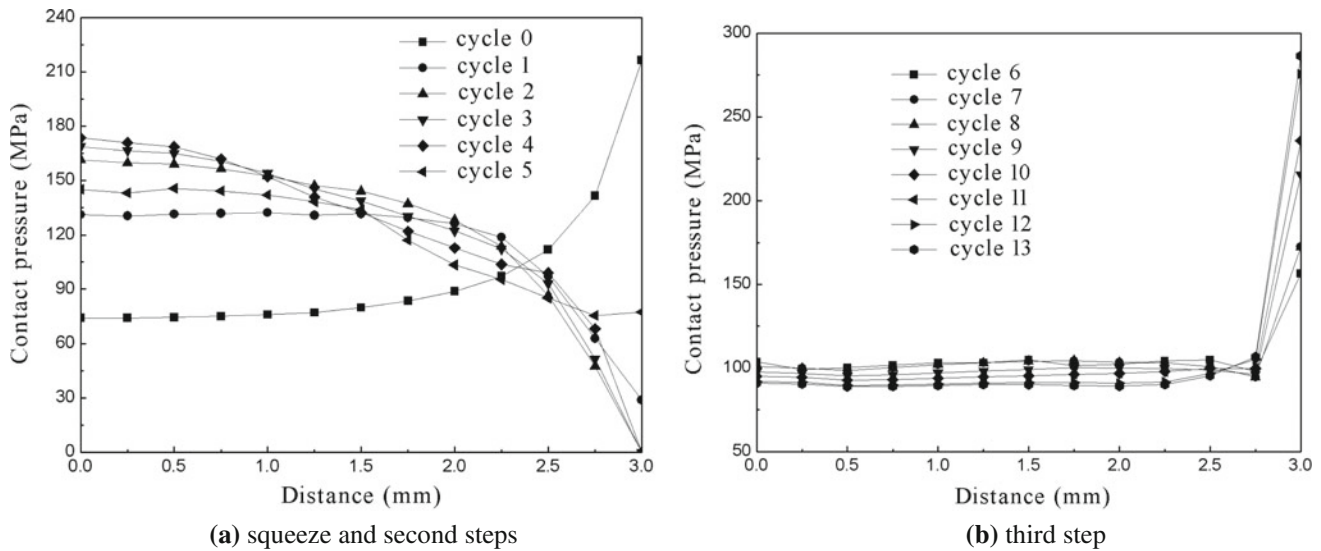 240
210
180
150
120
90
60
30
0
Contact pressure (MPa)
cycle 0
cycle 1
cycle 2
cycle 3
cycle 4
cycle 5
0.0
0.5
1.0
1.5
2.0
2.5
3.0
Distance (mm)
(a) squeeze and second steps
300
250
200
150
100
50
Contact pressure (MPa)
cycle 6
cycle 7
cycle 8
cycle 9
cycle 10
cycle 11
cycle 12
cycle 13
0.0
0.5
1.0
1.5
2.0
2.5
3.0
Distance (mm)
(b) third step